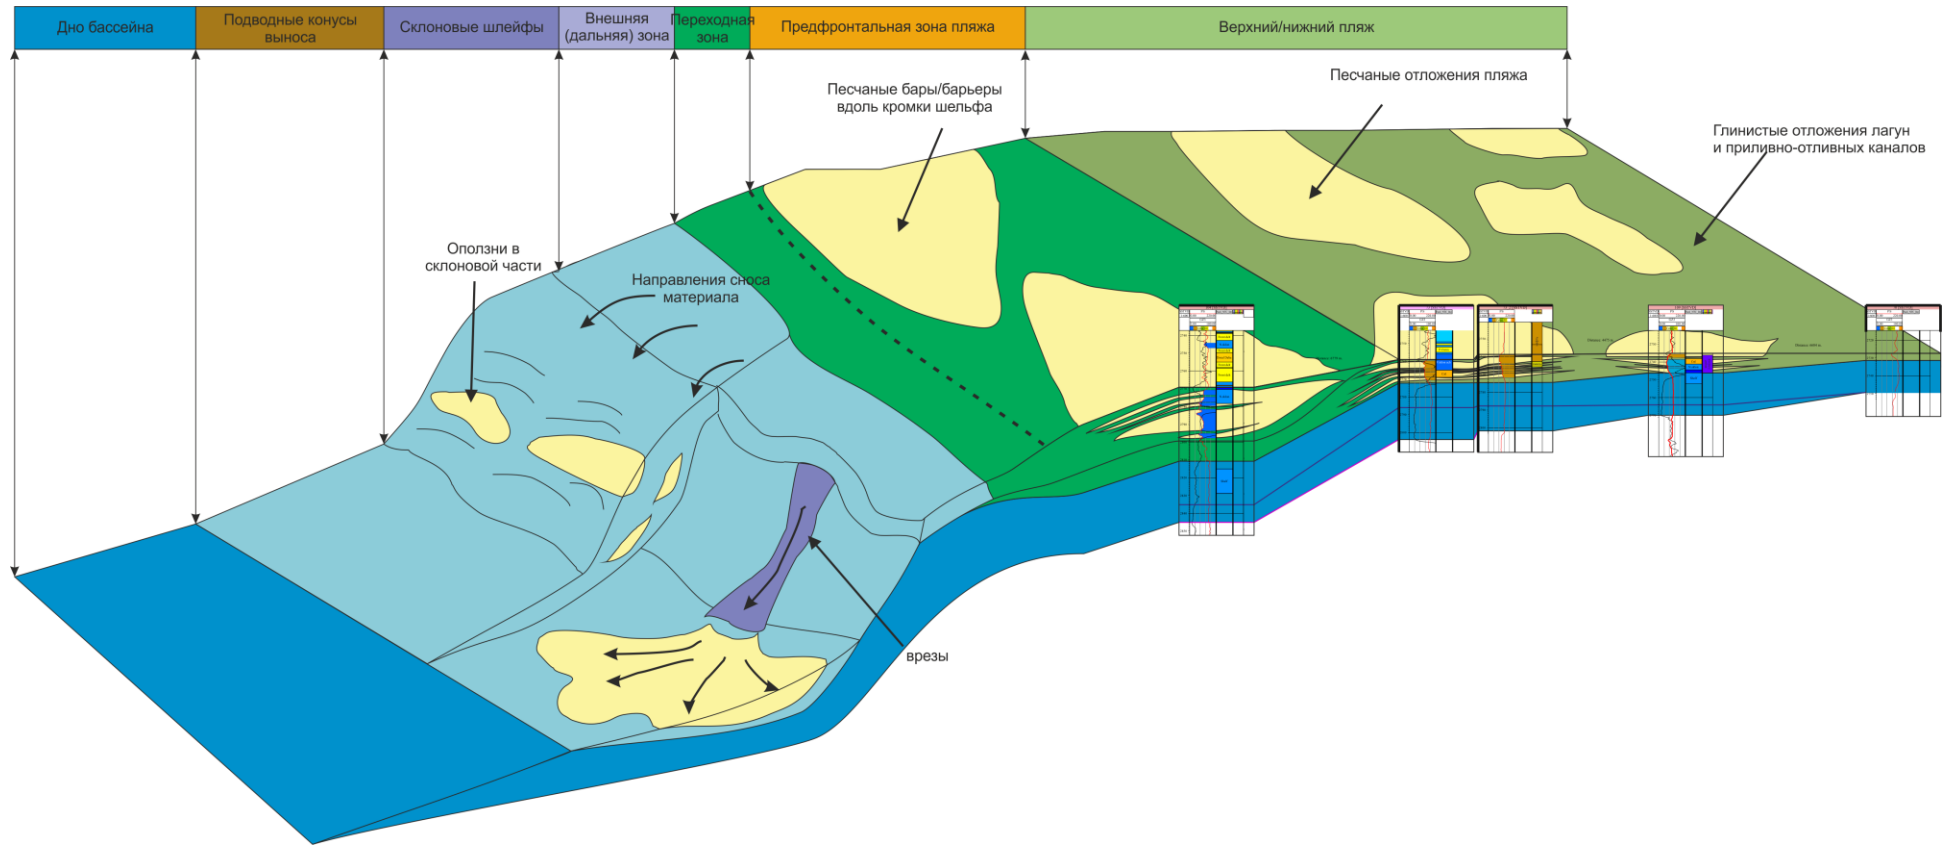 Дно бассейна
Подводные конусы
выноса
Склоновые шлейфы
Внешняя
(дальняя) зона
Переходная
зона
Предфронтальная зона пляжа
Верхний/нижний пляж
Песчаные бары/барьеры
вдоль кромки шельфа
Песчаные отложения пляжа
Глинистые отложения лагун
и приливно-отливных каналов
Оползни в
склоновой части
Направления сноса
материала
врезы